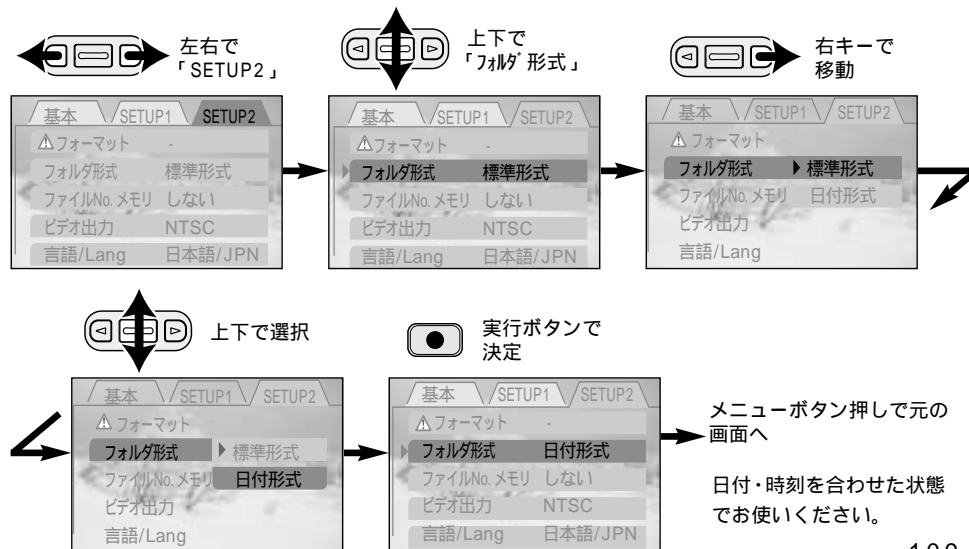 左右で
「SETUP2」
基本 SETUP1 SETUP2
フォーマット -
フォルダ形式 標準形式
ファイルNo.メモリ しない
ビデオ出力 NTSC
言語/Lang 日本語/JPN
上下で
「フォルダ形式」
基本 SETUP1 SETUP2
フォーマット -
フォルダ形式 標準形式
ファイルNo.メモリ しない
ビデオ出力 NTSC
言語/Lang 日本語/JPN
右キーで
移動
基本 SETUP1 SETUP2
フォーマット
フォルダ形式 標準形式
ファイルNo.メモリ 日付形式
ビデオ出力
言語/Lang
上下で選択
基本 SETUP1 SETUP2
フォーマット
フォルダ形式 標準形式
ファイルNo.メモリ 日付形式
ビデオ出力
言語/Lang
実行ボタンで
決定
基本 SETUP1 SETUP2
フォーマット -
フォルダ形式 日付形式
ファイルNo.メモリ しない
ビデオ出力 NTSC
言語/Lang 日本語/JPN
メニューボタン押しで元の
画面へ
日付・時刻を合わせた状態
でお使いください。